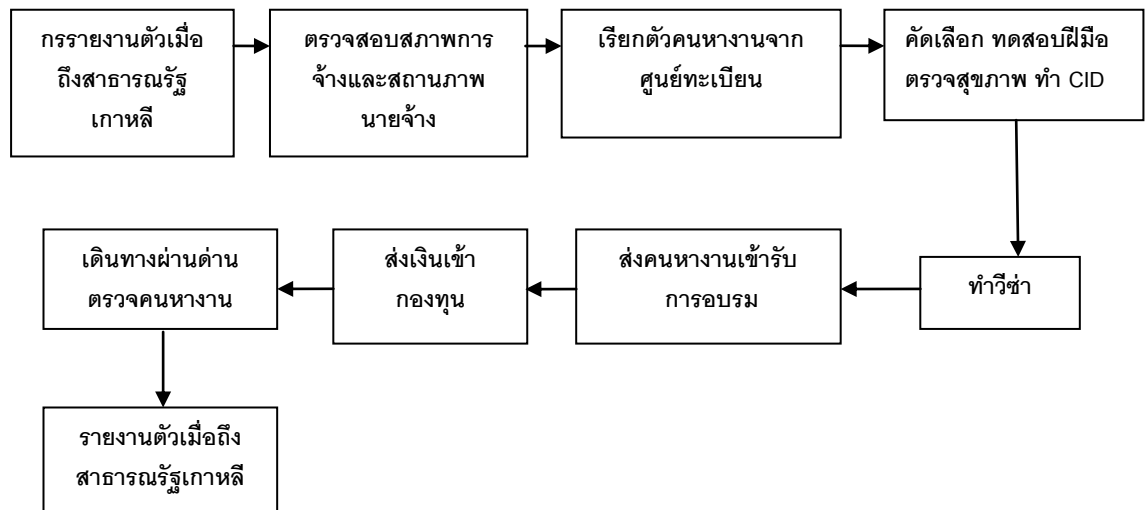 กรรายงานตัวเมื่อ
ถึงสาธารณรัฐ
เกาหลี
ตรวจสอบสภาพการ
จ้างและสถานภาพ
นายจ้าง
เรียกตัวคนหางานจาก
ศูนย์ทะเบียน
คัดเลือก ทดสอบฝีมือ
ตรวจสุขภาพ ทำ CID
ทำวีซ่า
ส่งคนหางานเข้ารับ
การอบรม
ส่งเงินเข้า
กองทุน
เดินทางผ่านด่าน
ตรวจคนหางาน
รายงานตัวเมื่อถึง
สาธารณรัฐเกาหลี